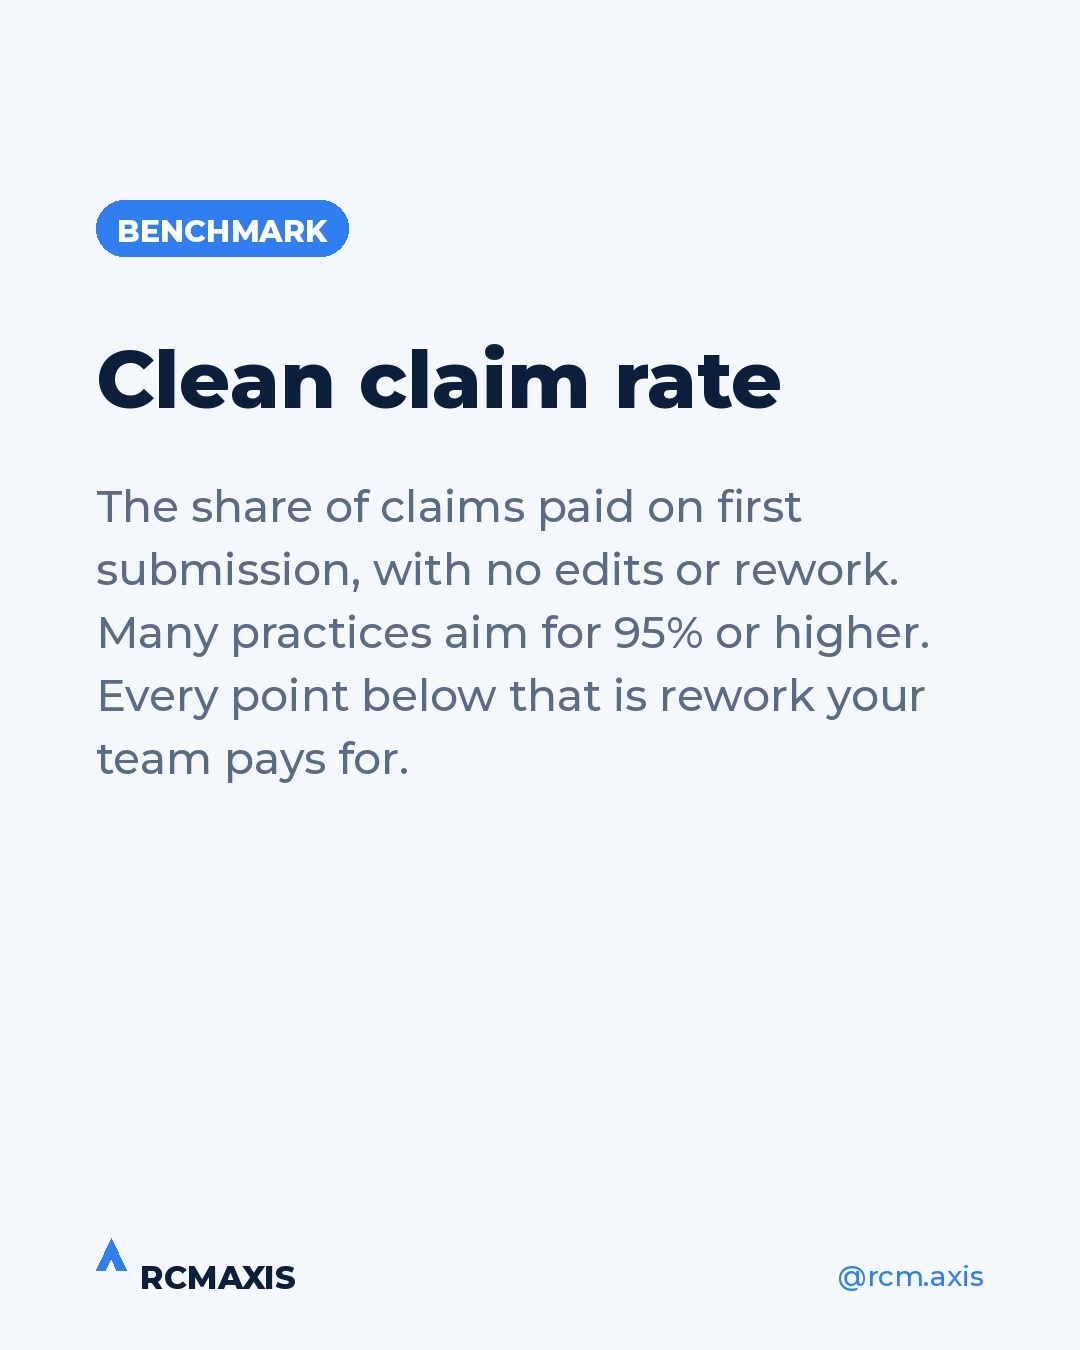 BENCHMARK
Clean claim rate
The share of claims paid on first
submission, with no edits or rework.
Many practices aim for 95% or higher.
Every point below that is rework your
team pays for.
RCMAXIS
@rcm.axis